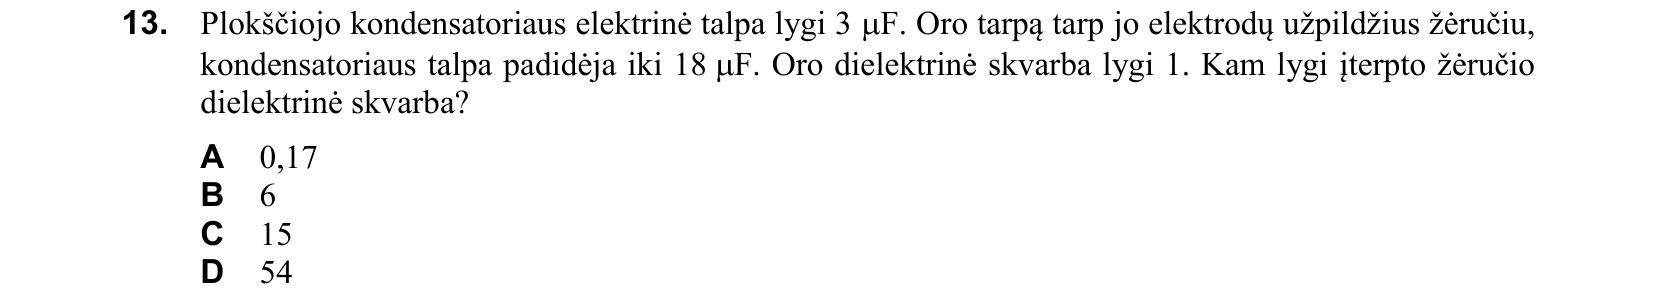 13. Plokščiojo kondensatoriaus elektrinė talpa lygi 3 μF. Oro tarpą tarp jo elektrodų užpildžius žėručiu,
kondensatoriaus talpa padidėja iki 18 μF. Oro dielektrinė skvarba lygi 1. Kam lygi įterpto žėručio
dielektrinė skvarba?
A 0,17
B 6
C 15
D 54